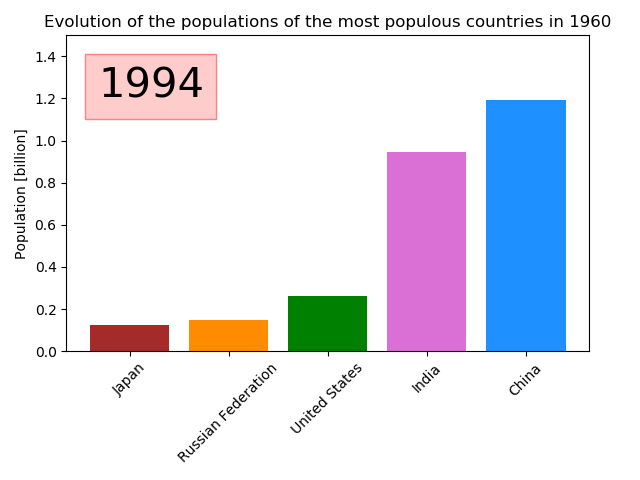 Evolution of the populations of the most populous countries in 1960
1994
Population [billion]
1.4
1.2
1.0
0.8
0.6
0.4
0.2
0.0
Japan
Russian Federation
United States
India
China